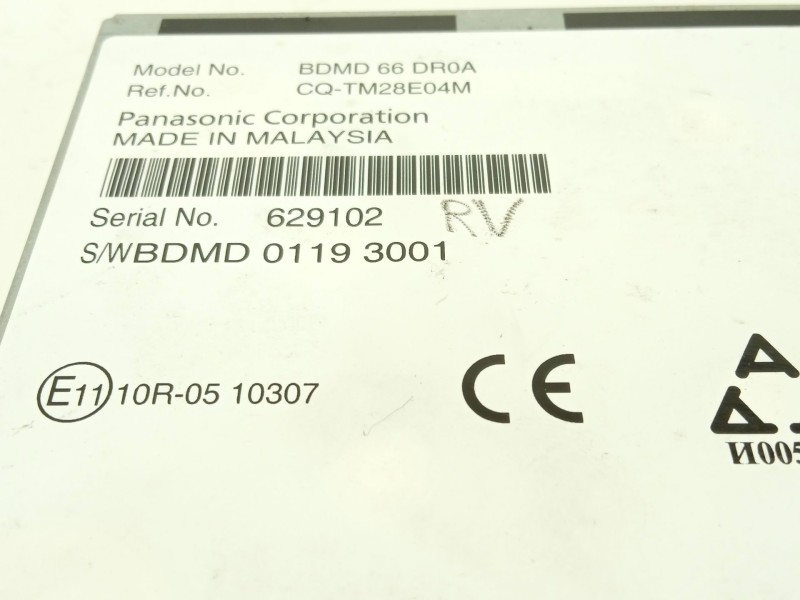 Model No. BDMD 66 DR0A
Ref.No. CQ-TM28E04M
Panasonic Corporation
MADE IN MALAYSIA
Serial No. 629102 RV
S/WBDMD 0119 3001
E11 10R-05 10307 CE
И005